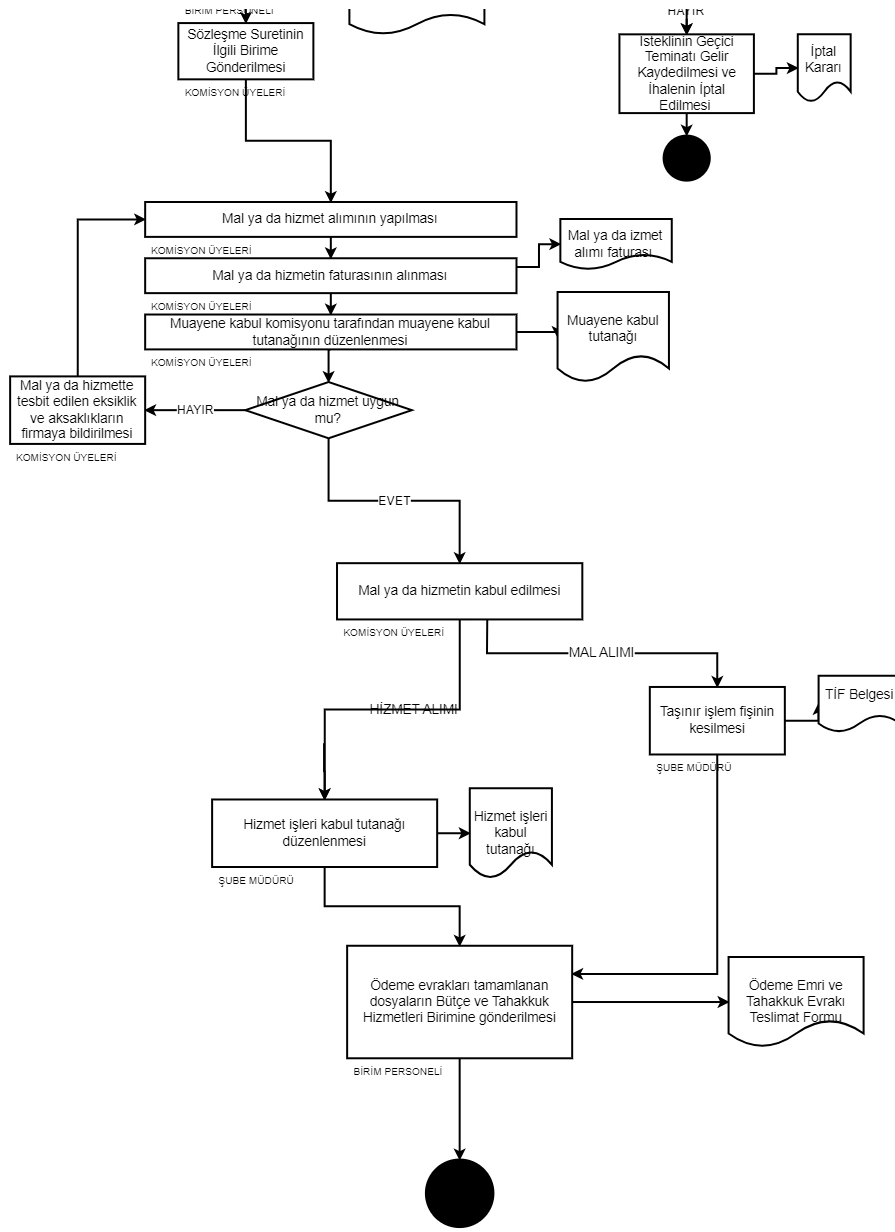 BİRİM PERSONELİ
HAYIR
Sözleşme Suretinin
İlgili Birime
Gönderilmesi
KOMİSYON ÜYELERİ
İsteklinin Geçici
Teminatı Gelir
Kaydedilmesi ve
İhalenin İptal
Edilmesi
İptal
Kararı
Mal ya da hizmet alımının yapılması
KOMİSYON ÜYELERİ
Mal ya da izmet
alımı faturası
Mal ya da hizmetin faturasının alınması
KOMİSYON ÜYELERİ
Muayene kabul komisyonu tarafından muayene kabul
tutanağının düzenlenmesi
KOMİSYON ÜYELERİ
Muayene kabul
tutanağı
Mal ya da hizmette
tesbit edilen eksiklik
ve aksaklıkların
firmaya bildirilmesi
KOMİSYON ÜYELERİ
HAYIR
Mal ya da hizmet uygun
mu?
EVET
Mal ya da hizmetin kabul edilmesi
KOMİSYON ÜYELERİ
MAL ALIMI
HİZMET ALIMI
Taşınır işlem fişinin
kesilmesi
ŞUBE MÜDÜRÜ
TİF Belgesi
Hizmet işleri kabul tutanağı
düzenlenmesi
ŞUBE MÜDÜRÜ
Hizmet işleri
kabul
tutanağı
Ödeme evrakları tamamlanan
dosyaların Bütçe ve Tahakkuk
Hizmetleri Birimine gönderilmesi
BİRİM PERSONELİ
Ödeme Emri ve
Tahakkuk Evrakı
Teslimat Formu